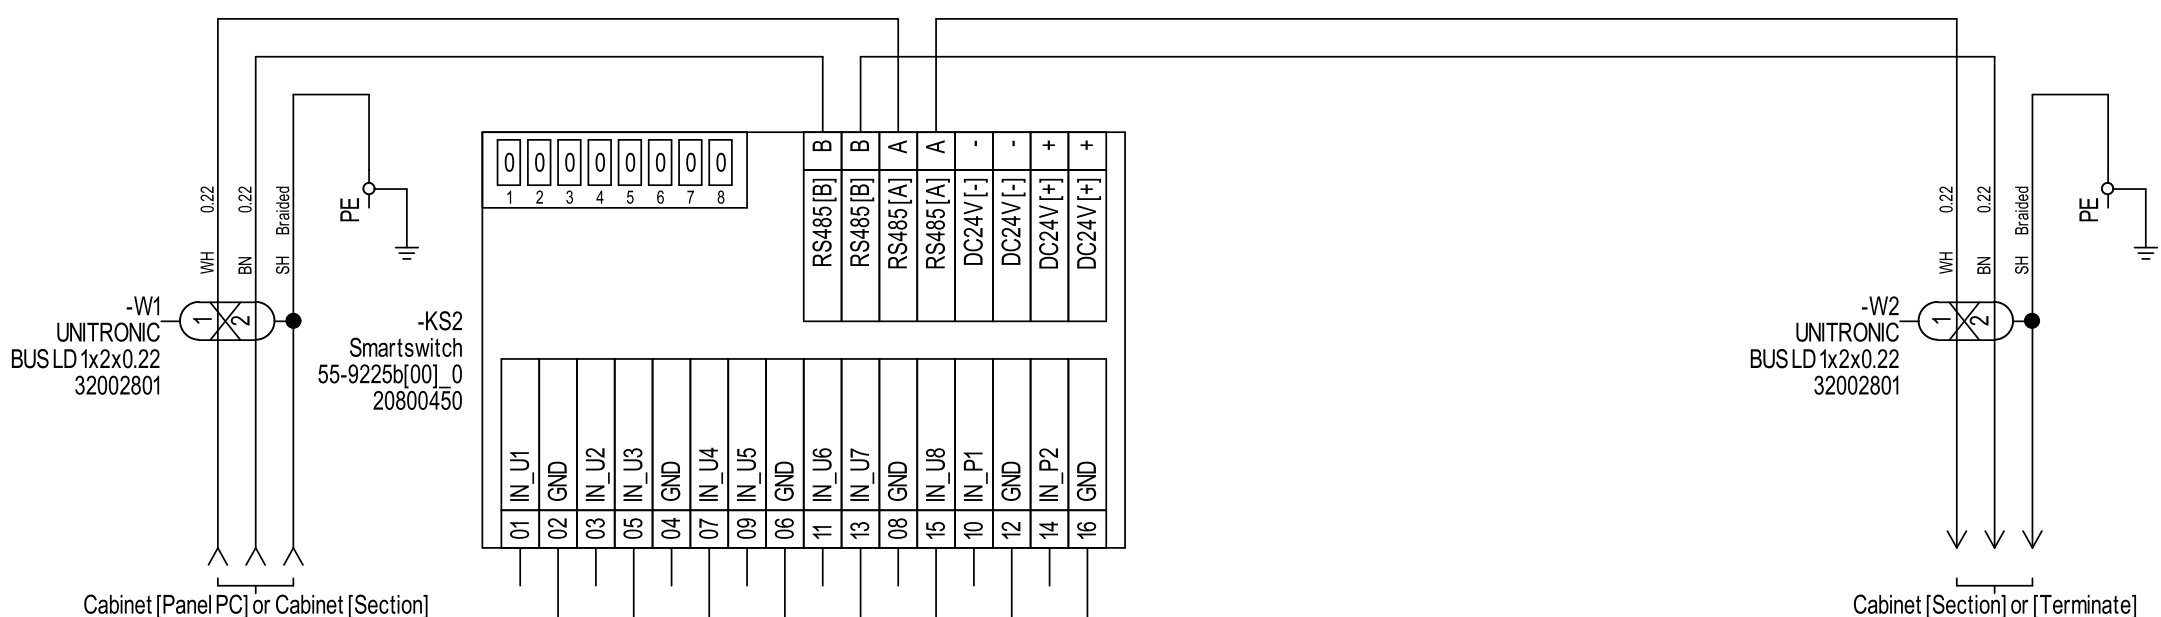 B B A A - - + +
0 0 0 0 0 0 0 0
1 2 3 4 5 6 7 8
RS485[B] RS485[B] RS485[A] RS485[A] DC24V[-] DC24V[-] DC24V[+] DC24V[+]
WH 0.22
BN 0.22
SH Braided
PE
-W1
UNITRONIC
BUS LD 1x2x0.22
32002801
1 2
-KS2
Smartswitch
55-9225b[00]_0
20800450
IN_U1 GND IN_U2 IN_U3 GND IN_U4 IN_U5 GND IN_U6 IN_U7 GND IN_U8 IN_P1 GND IN_P2 GND
01 02 03 05 04 07 09 06 11 13 08 15 10 12 14 16
WH 0.22
BN 0.22
SH Braided
PE
-W2
UNITRONIC
BUS LD 1x2x0.22
32002801
1 2
Cabinet [Panel PC] or Cabinet [Section]
Cabinet [Section] or [Terminate]